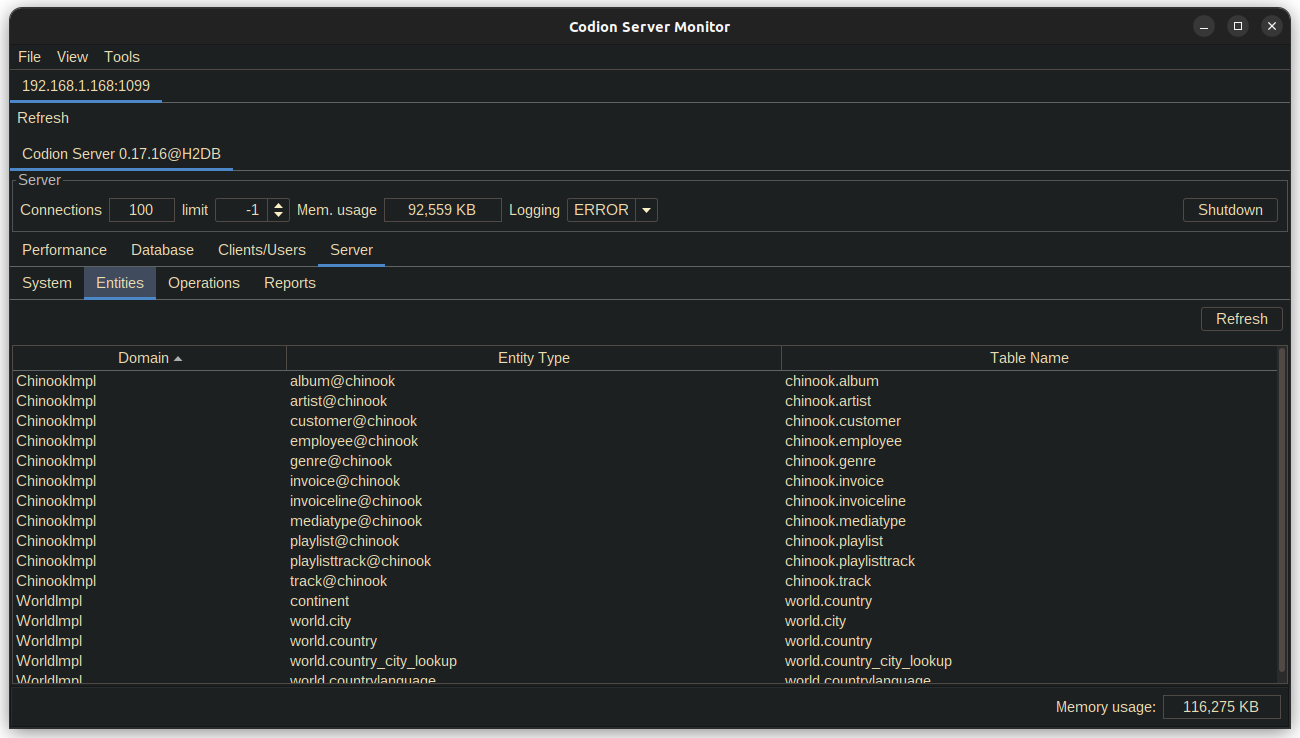 Codion Server Monitor
File View Tools
192.168.1.168:1099
Refresh
Codion Server 0.17.16@H2DB
Server
Connections 100 limit -1 Mem. usage 92,559 KB Logging ERROR Shutdown
Performance Database Clients/Users Server
System Entities Operations Reports
Refresh
Domain Entity Type Table Name
ChinookImpl album@chinook chinook.album
ChinookImpl artist@chinook chinook.artist
ChinookImpl customer@chinook chinook.customer
ChinookImpl employee@chinook chinook.employee
ChinookImpl genre@chinook chinook.genre
ChinookImpl invoice@chinook chinook.invoice
ChinookImpl invoiceline@chinook chinook.invoiceline
ChinookImpl mediatype@chinook chinook.mediatype
ChinookImpl playlist@chinook chinook.playlist
ChinookImpl playlisttrack@chinook chinook.playlisttrack
ChinookImpl track@chinook chinook.track
WorldImpl continent world.country
WorldImpl world.city world.city
WorldImpl world.country world.country
WorldImpl world.country_city_lookup world.country_city_lookup
WorldImpl world.countrylanguage world.countrylanguage
Memory usage: 116,275 KB